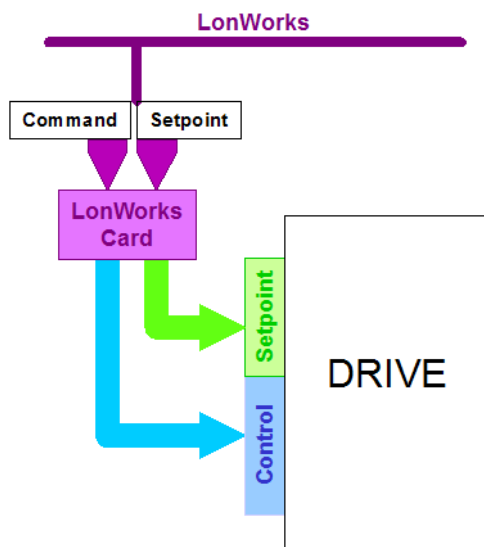 LonWorks
Command
Setpoint
LonWorks
Card
Setpoint
Control
DRIVE